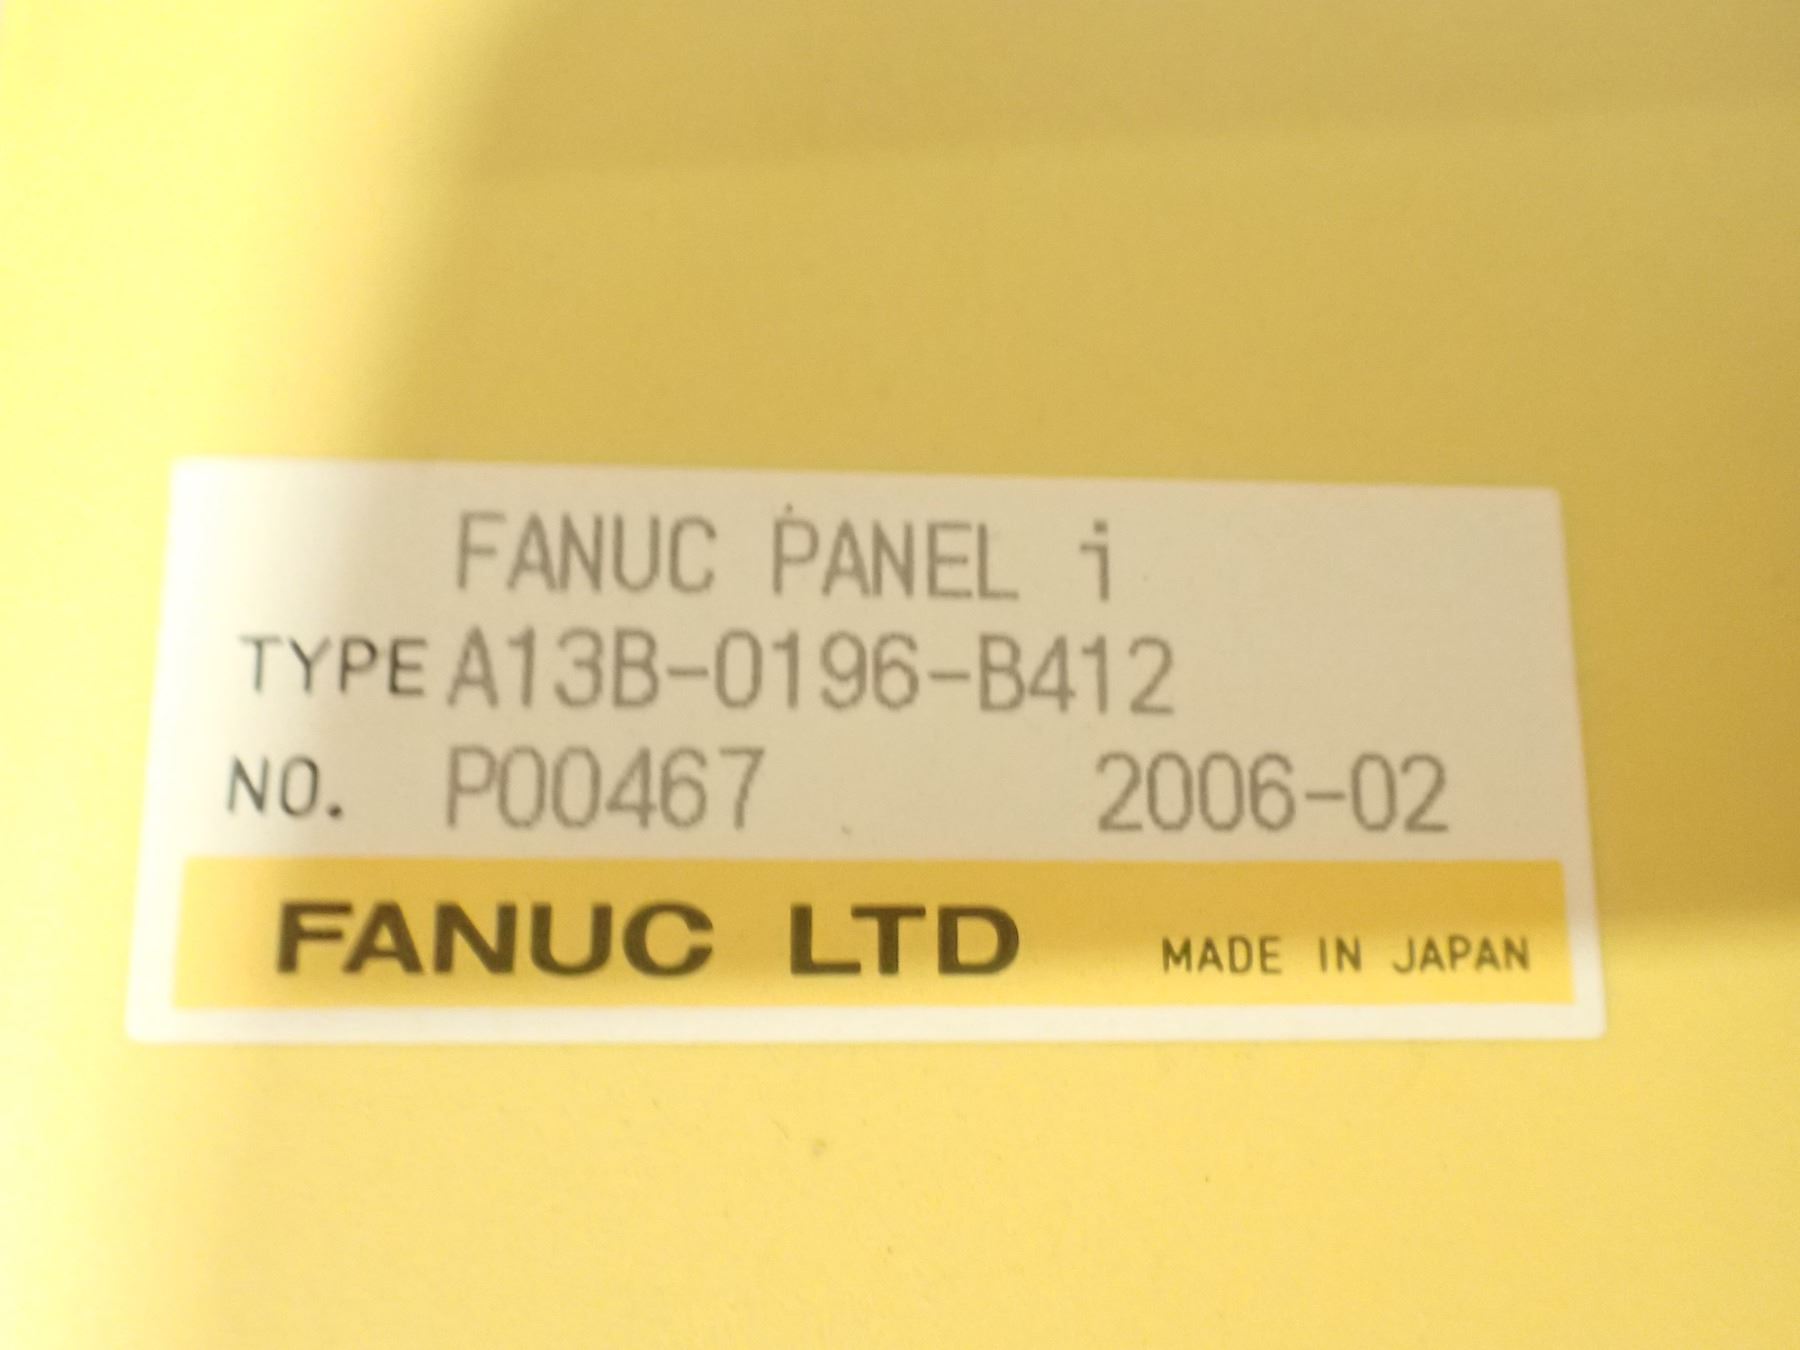 FANUC PANEL i
TYPE A13B-0196-B412
NO. P00467 2006-02
FANUC LTD MADE IN JAPAN